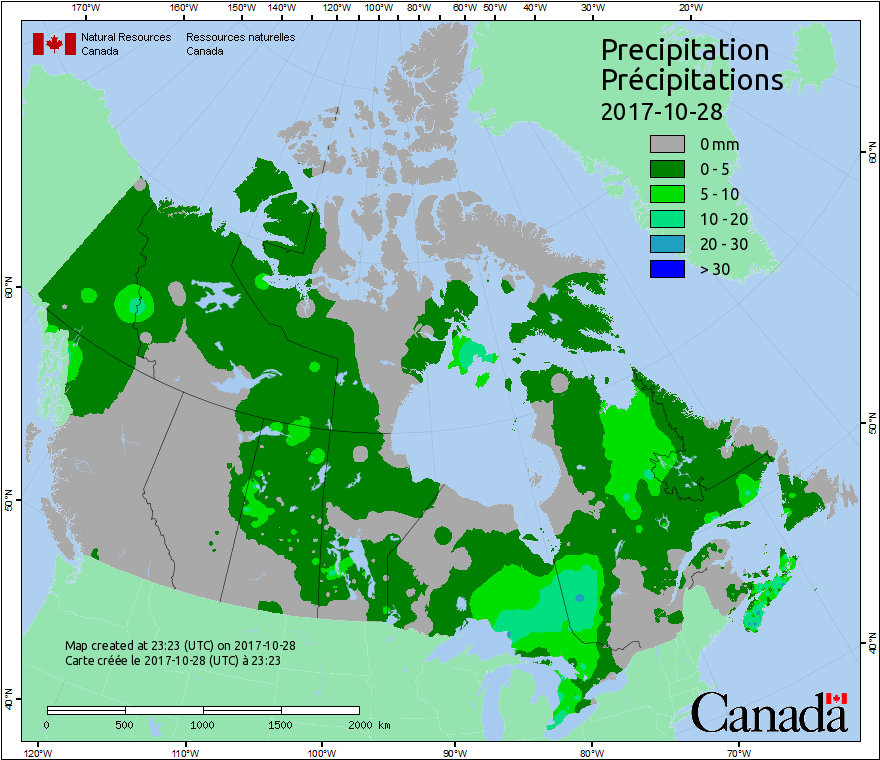 170°W 160°W 150°W 140°W 130°W 120°W 110°W 100°W 90°W 80°W 60°W 50°W 40°W 30°W 20°W
Natural Resources Canada
Ressources naturelles Canada
Precipitation
Précipitations
2017-10-28
0 mm
0 - 5
5 - 10
10 - 20
20 - 30
> 30
60°N
50°N
40°N
60°N
50°N
40°N
Map created at 23:23 (UTC) on 2017-10-28
Carte créée le 2017-10-28 (UTC) à 23:23
0 500 1000 1500 2000 km
Canada
120°W 110°W 100°W 90°W 80°W 70°W